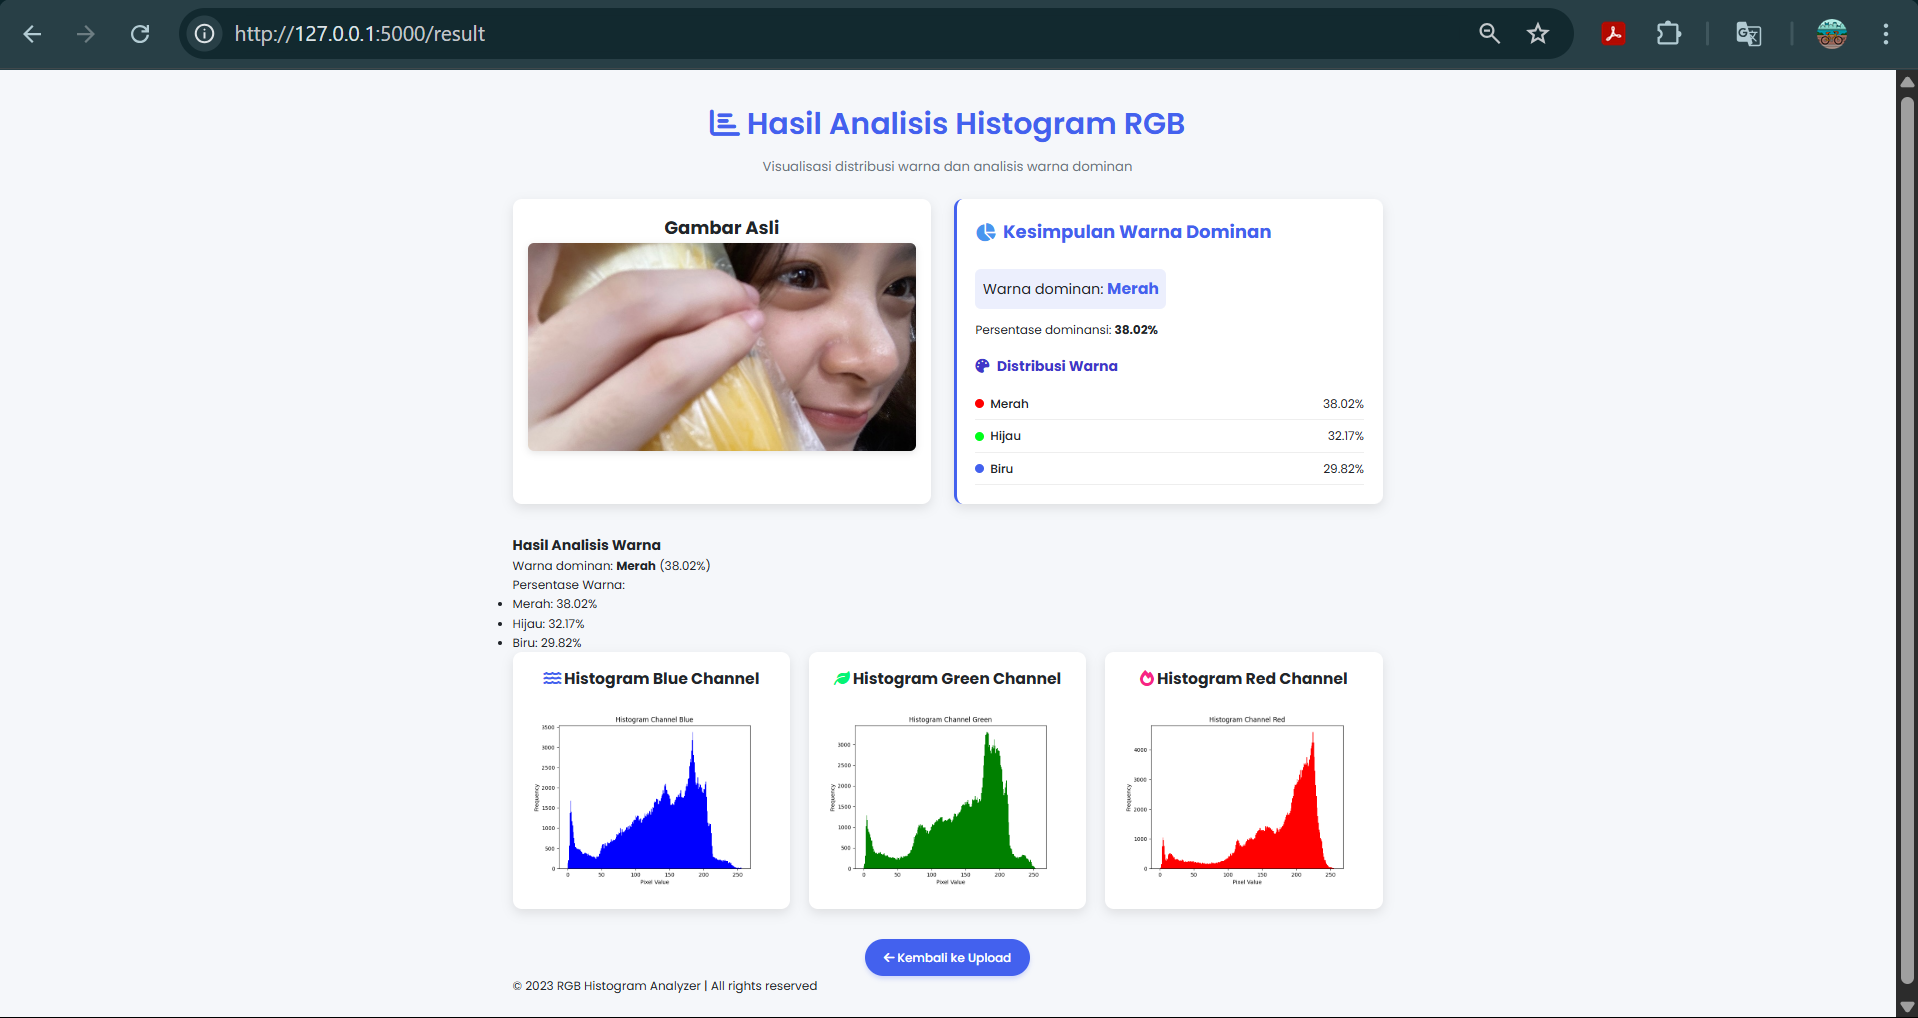 http://127.0.0.1:5000/result
Hasil Analisis Histogram RGB
Visualisasi distribusi warna dan analisis warna dominan
Gambar Asli
Kesimpulan Warna Dominan
Warna dominan: Merah
Persentase dominansi: 38.02%
Distribusi Warna
Merah 38.02%
Hijau 32.17%
Biru 29.82%
Hasil Analisis Warna
Warna dominan: Merah (38.02%)
Persentase Warna:
• Merah: 38.02%
• Hijau: 32.17%
• Biru: 29.82%
Histogram Blue Channel
Histogram Channel Blue
3500
3000
2500
2000
1500
1000
500
0
Frequency
0 50 100 150 200 250
Pixel Value
Histogram Green Channel
Histogram Channel Green
3000
2500
2000
1500
1000
500
0
Frequency
0 50 100 150 200 250
Pixel Value
Histogram Red Channel
Histogram Channel Red
4000
3000
2000
1000
0
Frequency
0 50 100 150 200 250
Pixel Value
Kembali ke Upload
© 2023 RGB Histogram Analyzer | All rights reserved